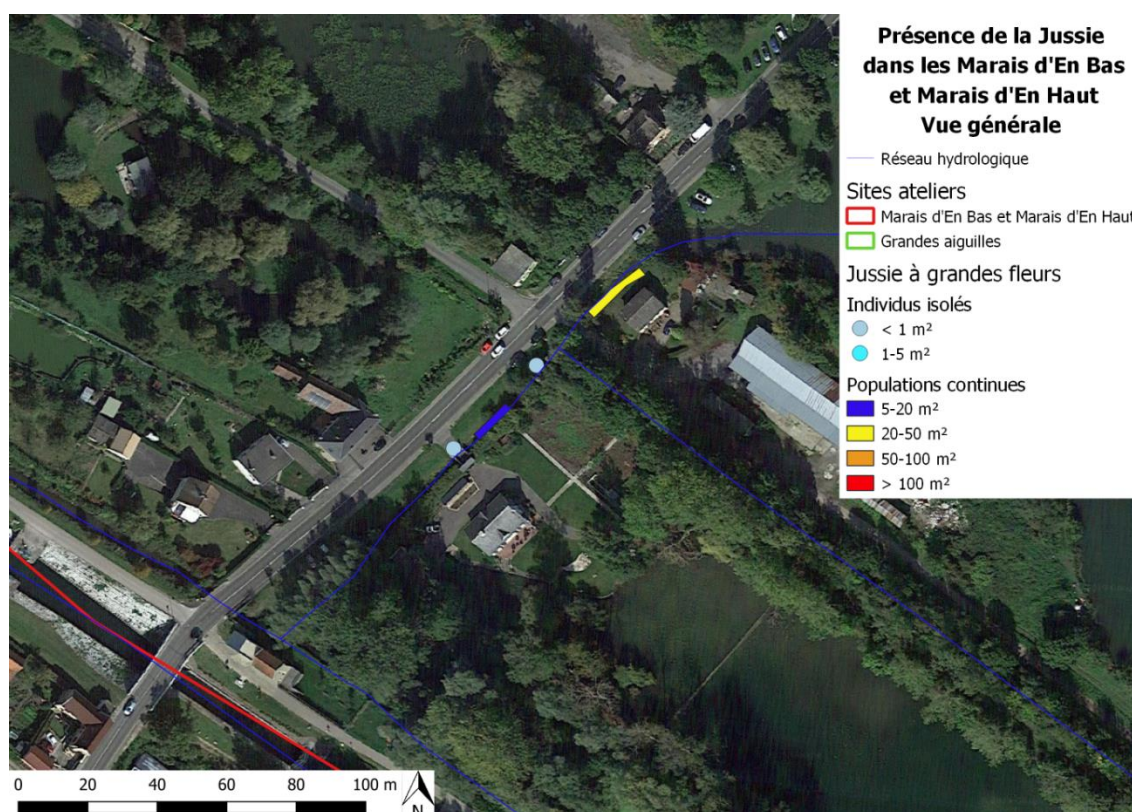 Présence de la Jussie
dans les Marais d'En Bas
et Marais d'En Haut
Vue générale
Réseau hydrologique
Sites ateliers
Marais d'En Bas et Marais d'En Haut
Grandes aiguilles
Jussie à grandes fleurs
Individus isolés
< 1 m²
1-5 m²
Populations continues
5-20 m²
20-50 m²
50-100 m²
> 100 m²
0 20 40 60 80 100 m
N